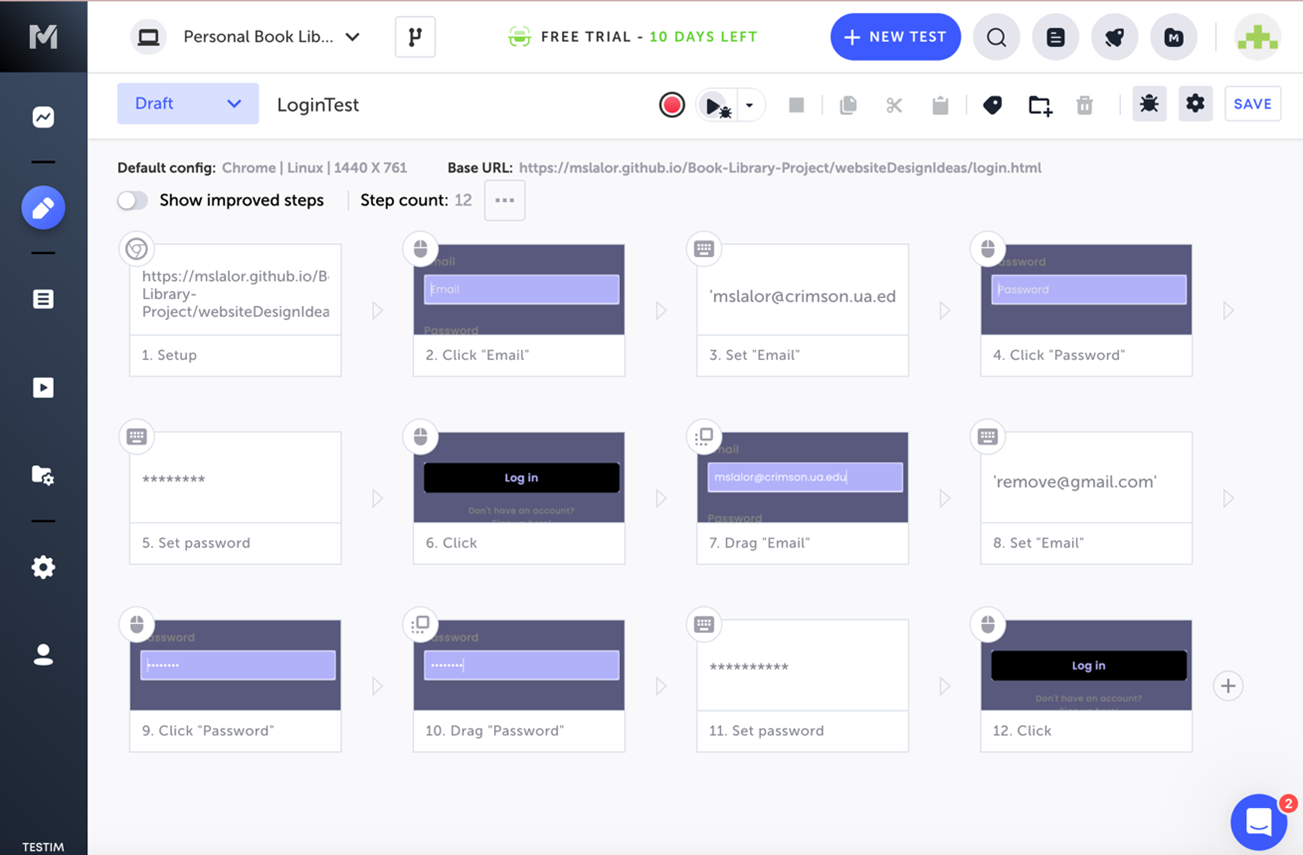 Personal Book Lib...
FREE TRIAL - 10 DAYS LEFT
+ NEW TEST
Draft
LoginTest
SAVE
Default config: Chrome | Linux | 1440 X 761
Base URL: https://mslalor.github.io/Book-Library-Project/websiteDesignIdeas/login.html
Show improved steps
Step count: 12
https://mslalor.github.io/B
Library-
Project/websiteDesignIdea
1. Setup
Email
Password
2. Click "Email"
'mslalor@crimson.ua.ed
3. Set "Email"
assword
Password
4. Click "Password"
********
5. Set password
Log in
Don't have an account?
6. Click
mail
mslalor@crimson.ua.edu
Password
7. Drag "Email"
'remove@gmail.com'
8. Set "Email"
assword
••••••••
9. Click "Password"
assword
••••••••
10. Drag "Password"
**********
11. Set password
Log in
Don't have an account?
12. Click
2
TESTIM